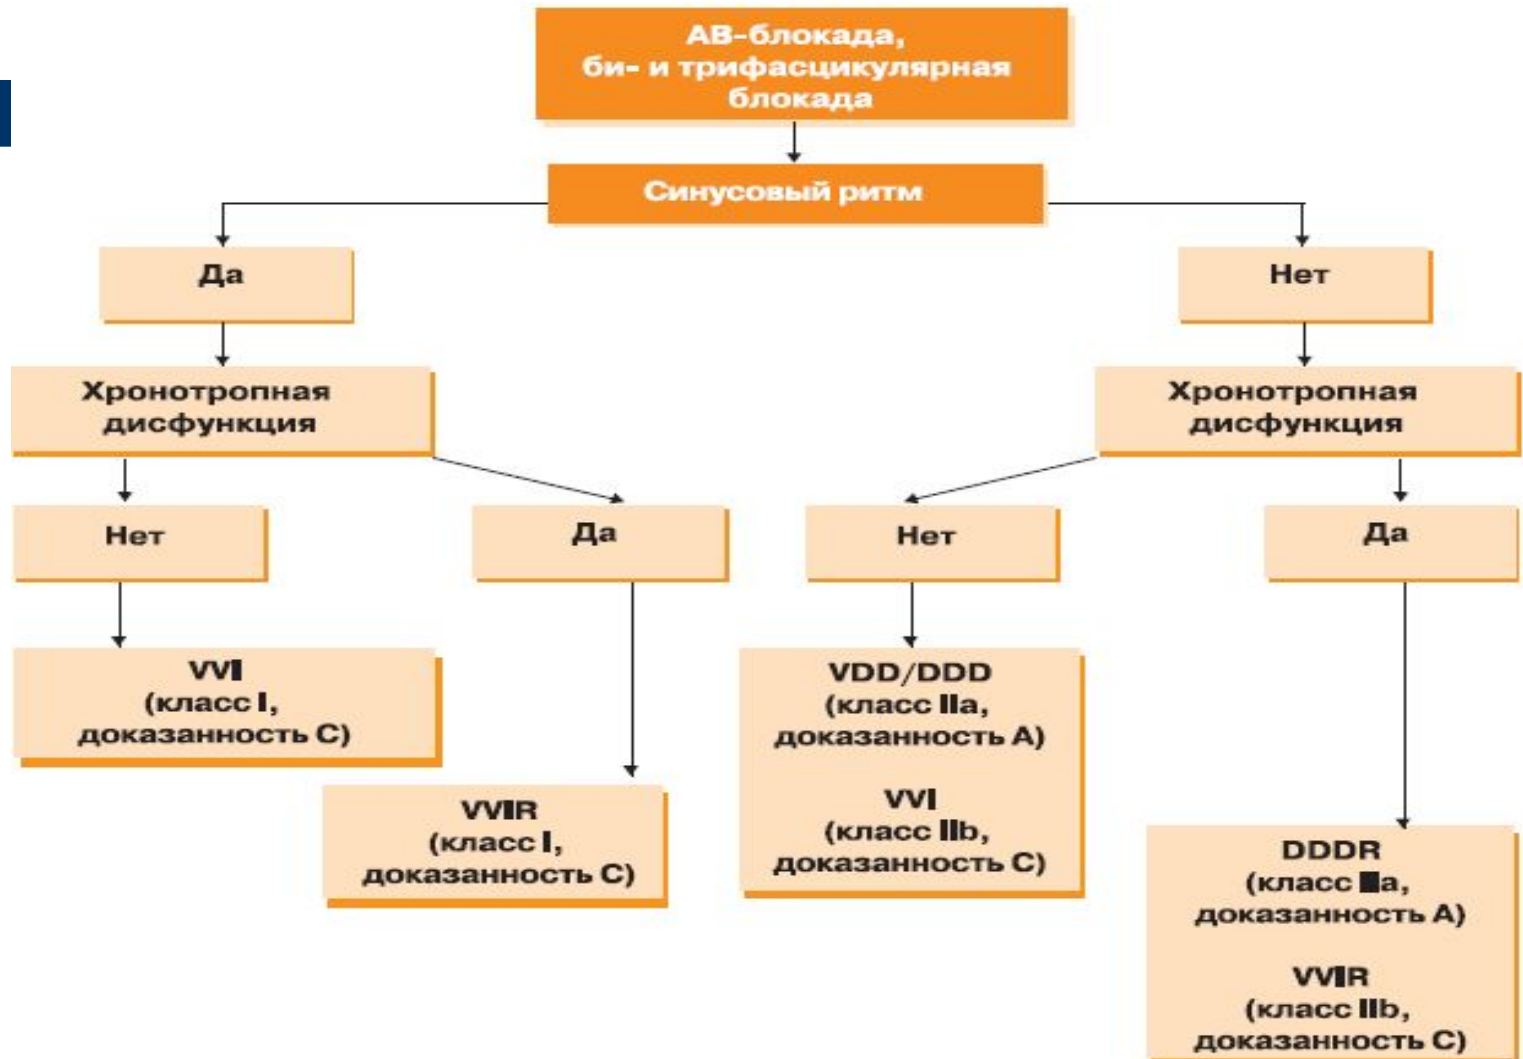 АВ-блокада,
би- и трифасцикулярная
блокада
Синусовый ритм
Да
Нет
Хронотропная
дисфункция
Хронотропная
дисфункция
Нет
Да
Нет
Да
VVI
(класс I,
доказанность С)
VVIR
(класс I,
доказанность С)
VDD/DDD
(класс IIa,
доказанность А)
VVI
(класс IIb,
доказанность С)
DDDR
(класс IIa,
доказанность А)
VVIR
(класс IIb,
доказанность С)